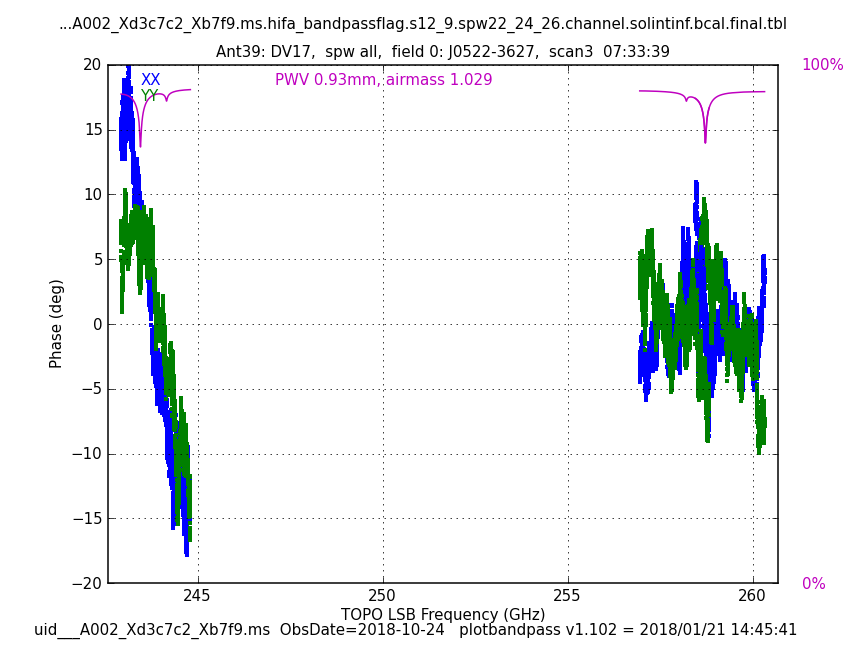 ...A002_Xd3c7c2_Xb7f9.ms.hifa_bandpassflag.s12_9.spw22_24_26.channel.solintinf.bcal.final.tbl
Ant39: DV17,  spw all,  field 0: J0522-3627,  scan3  07:33:39
20
100%
XX
PWV 0.93mm, airmass 1.029
YY
15
10
5
0
Phase (deg)
−5
−10
−15
−20
0%
245
250
255
260
TOPO LSB Frequency (GHz)
uid___A002_Xd3c7c2_Xb7f9.ms  ObsDate=2018-10-24   plotbandpass v1.102 = 2018/01/21 14:45:41